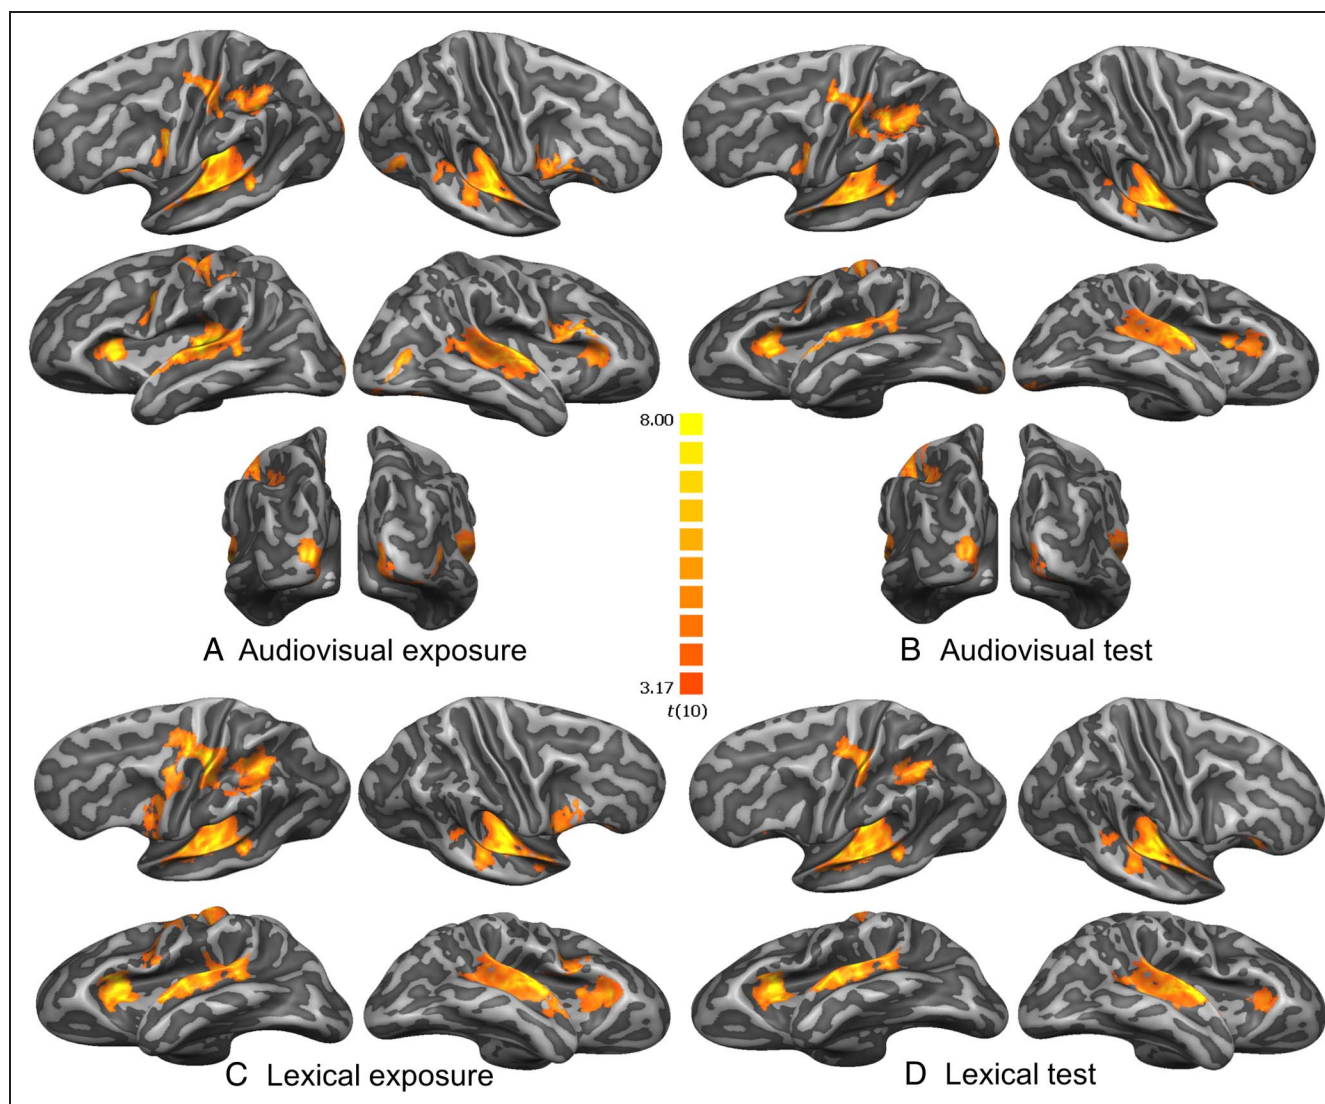 8.00
3.17
t(10)
A Audiovisual exposure
B Audiovisual test
C Lexical exposure
D Lexical test